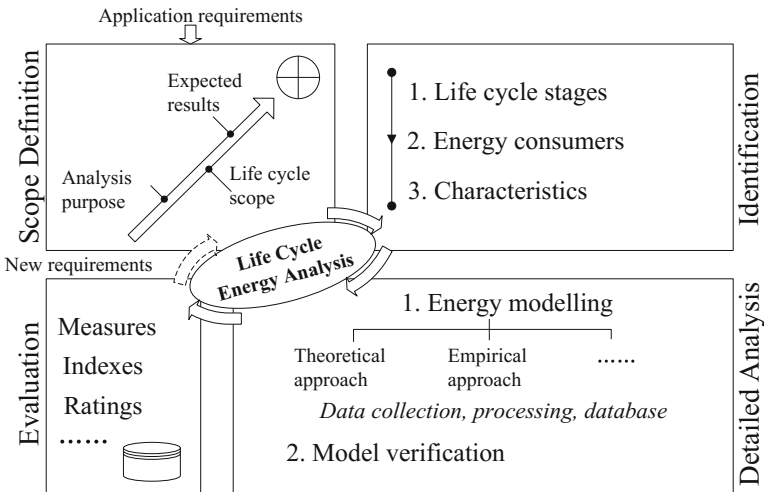 Application requirements
Scope Definition
Expected
results
Analysis
purpose
Life cycle
scope
Identification
1. Life cycle stages
2. Energy consumers
3. Characteristics
Life Cycle
Energy Analysis
New requirements
Evaluation
Measures
Indexes
Ratings
......
Detailed Analysis
1. Energy modelling
Theoretical
approach
Empirical
approach
......
Data collection, processing, database
2. Model verification